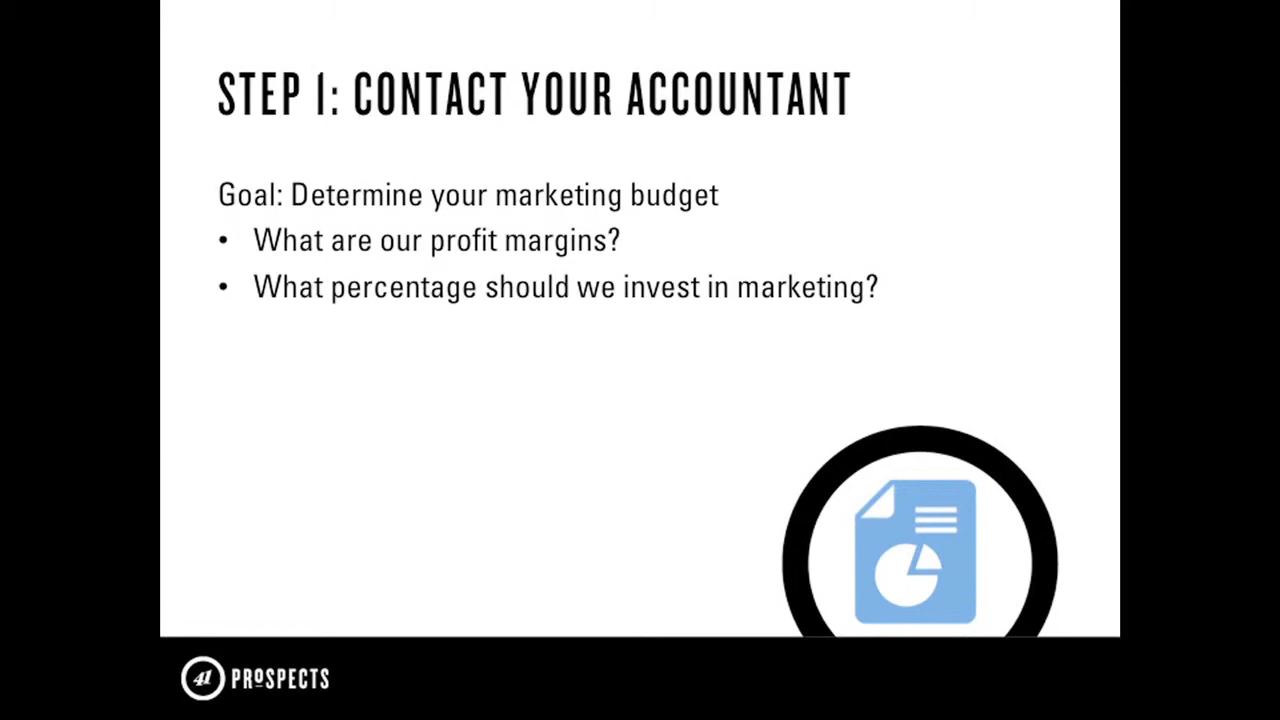 STEP 1: CONTACT YOUR ACCOUNTANT
Goal: Determine your marketing budget
• What are our profit margins?
• What percentage should we invest in marketing?
41 PROSPECTS